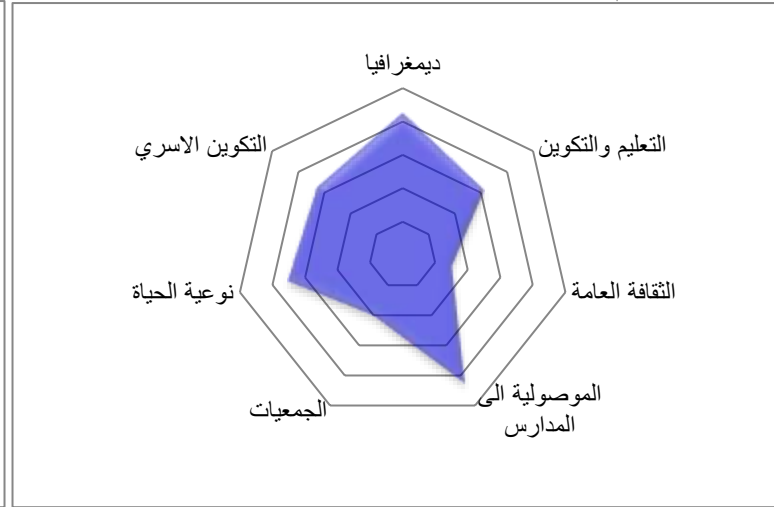 ديمغرافيا
التعليم والتكوين
الثقافة العامة
الموصولية الى
المدارس
الجمعيات
نوعية الحياة
التكوين الاسري